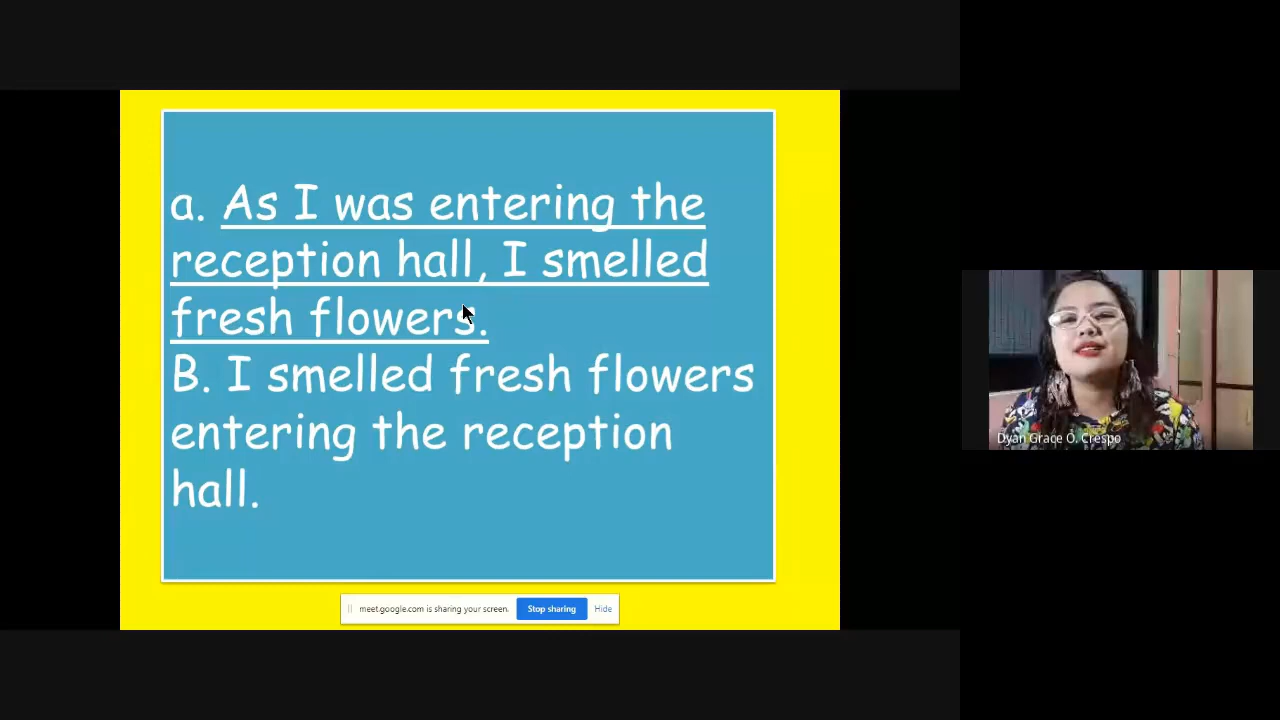 a. As I was entering the
reception hall, I smelled
fresh flowers.
B. I smelled fresh flowers
entering the reception
hall.
meet.google.com is sharing your screen. Stop sharing Hide
Dyan Grace O. Crespo